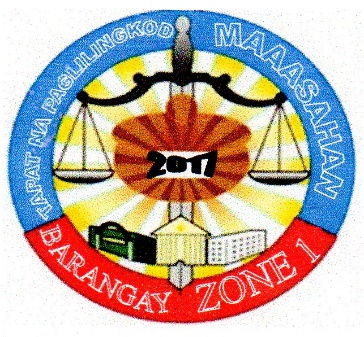 TAPAT NA PAGLILINGKOD
MAAASAHAN
2017
BARANGAY ZONE 1